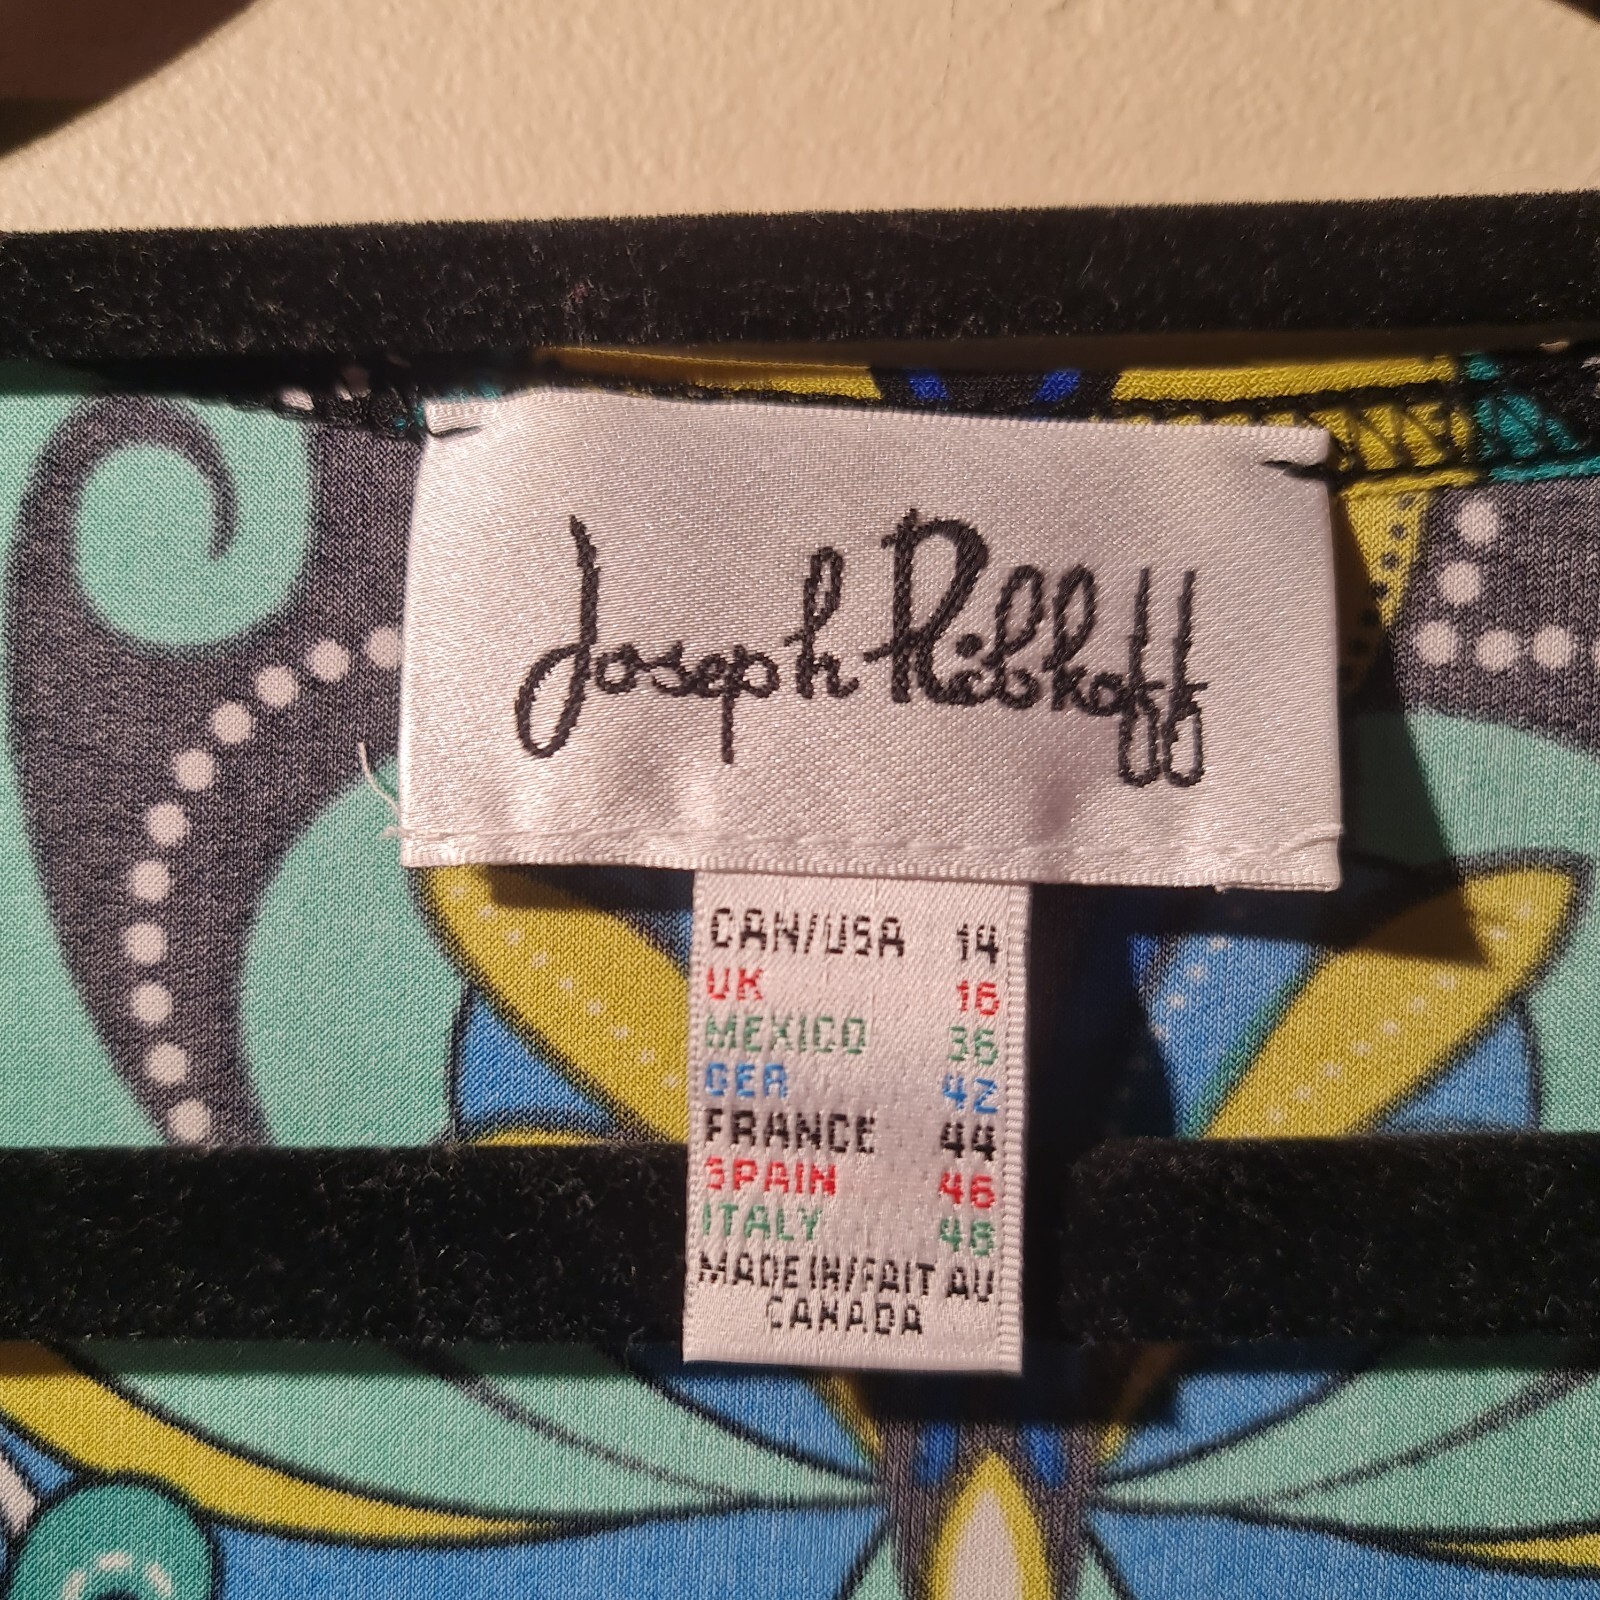 Joseph Ribkoff
CAN/USA 14
UK 16
MEXICO 36
GER 42
FRANCE 44
SPAIN 46
ITALY 48
MADE IN/FAIT AU
CANADA